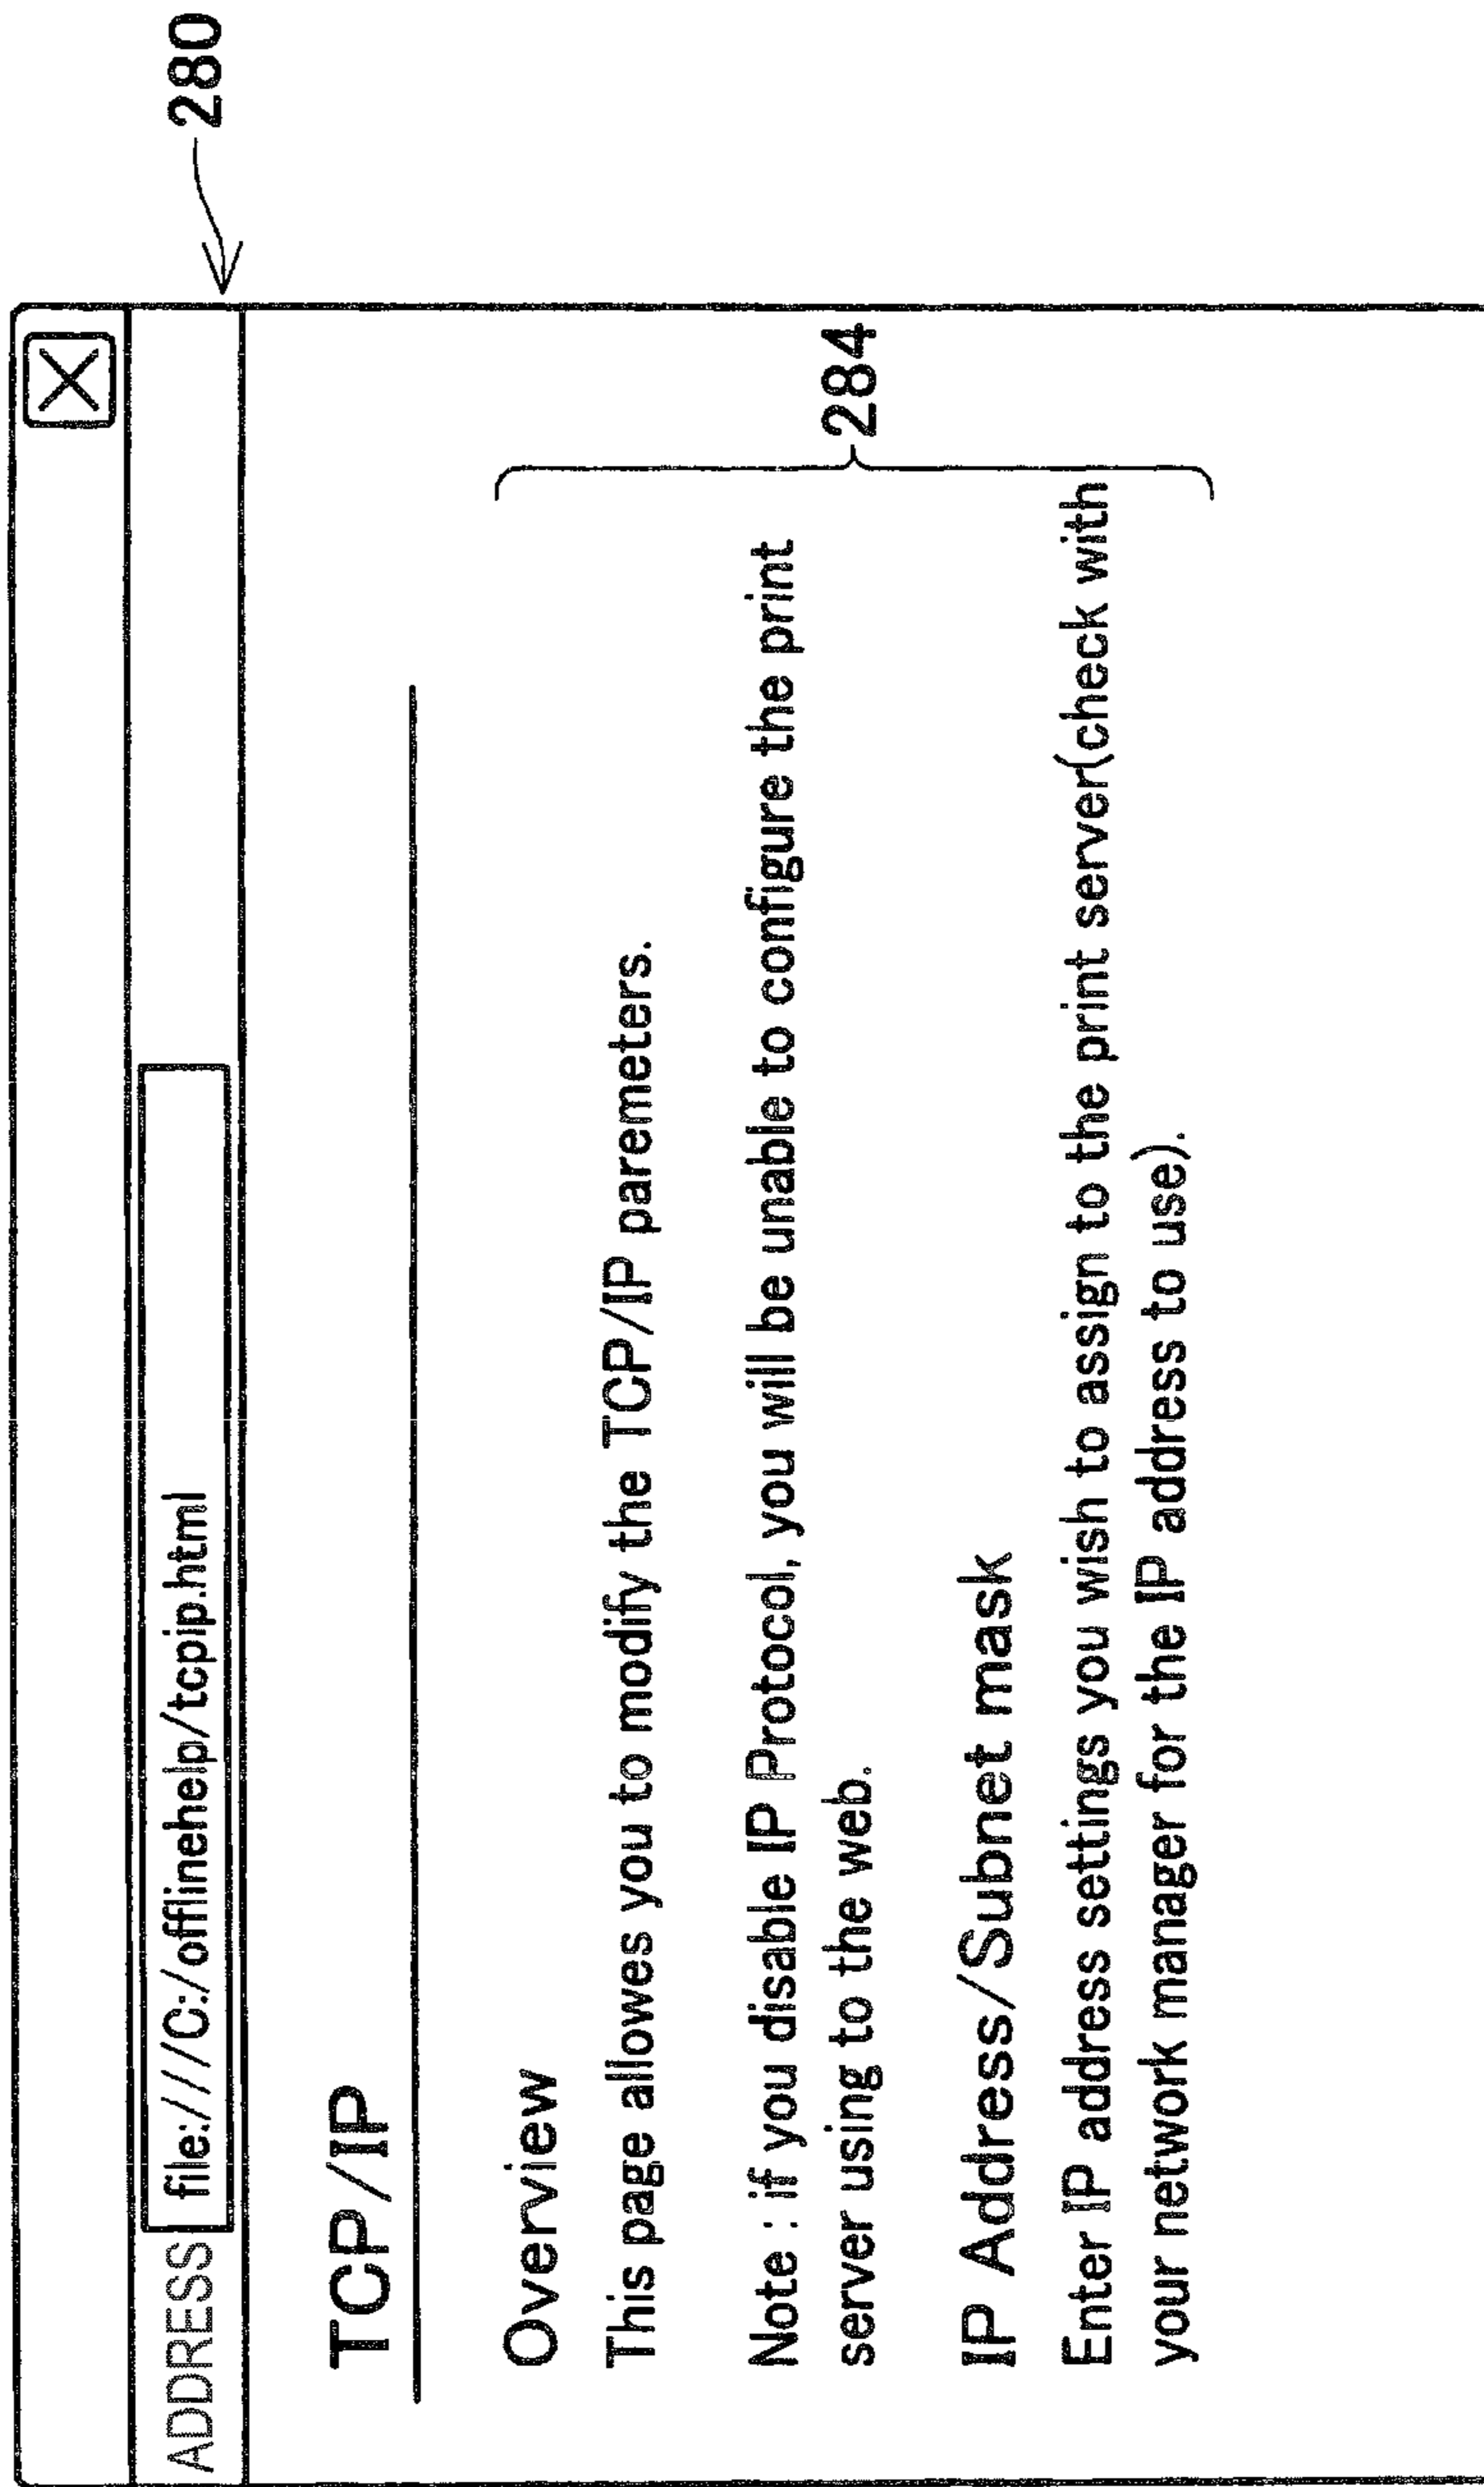 280
ADDRESS file:///C:/offlinehelp/tcpip.html
TCP/IP
Overview
This page allowes you to modify the TCP/IP paremeters.
Note : if you disable IP Protocol, you will be unable to configure the print
server using to the web.
284
IP Address/Subnet mask
Enter IP address settings you wish to assign to the print server(check with
your network manager for the IP address to use).